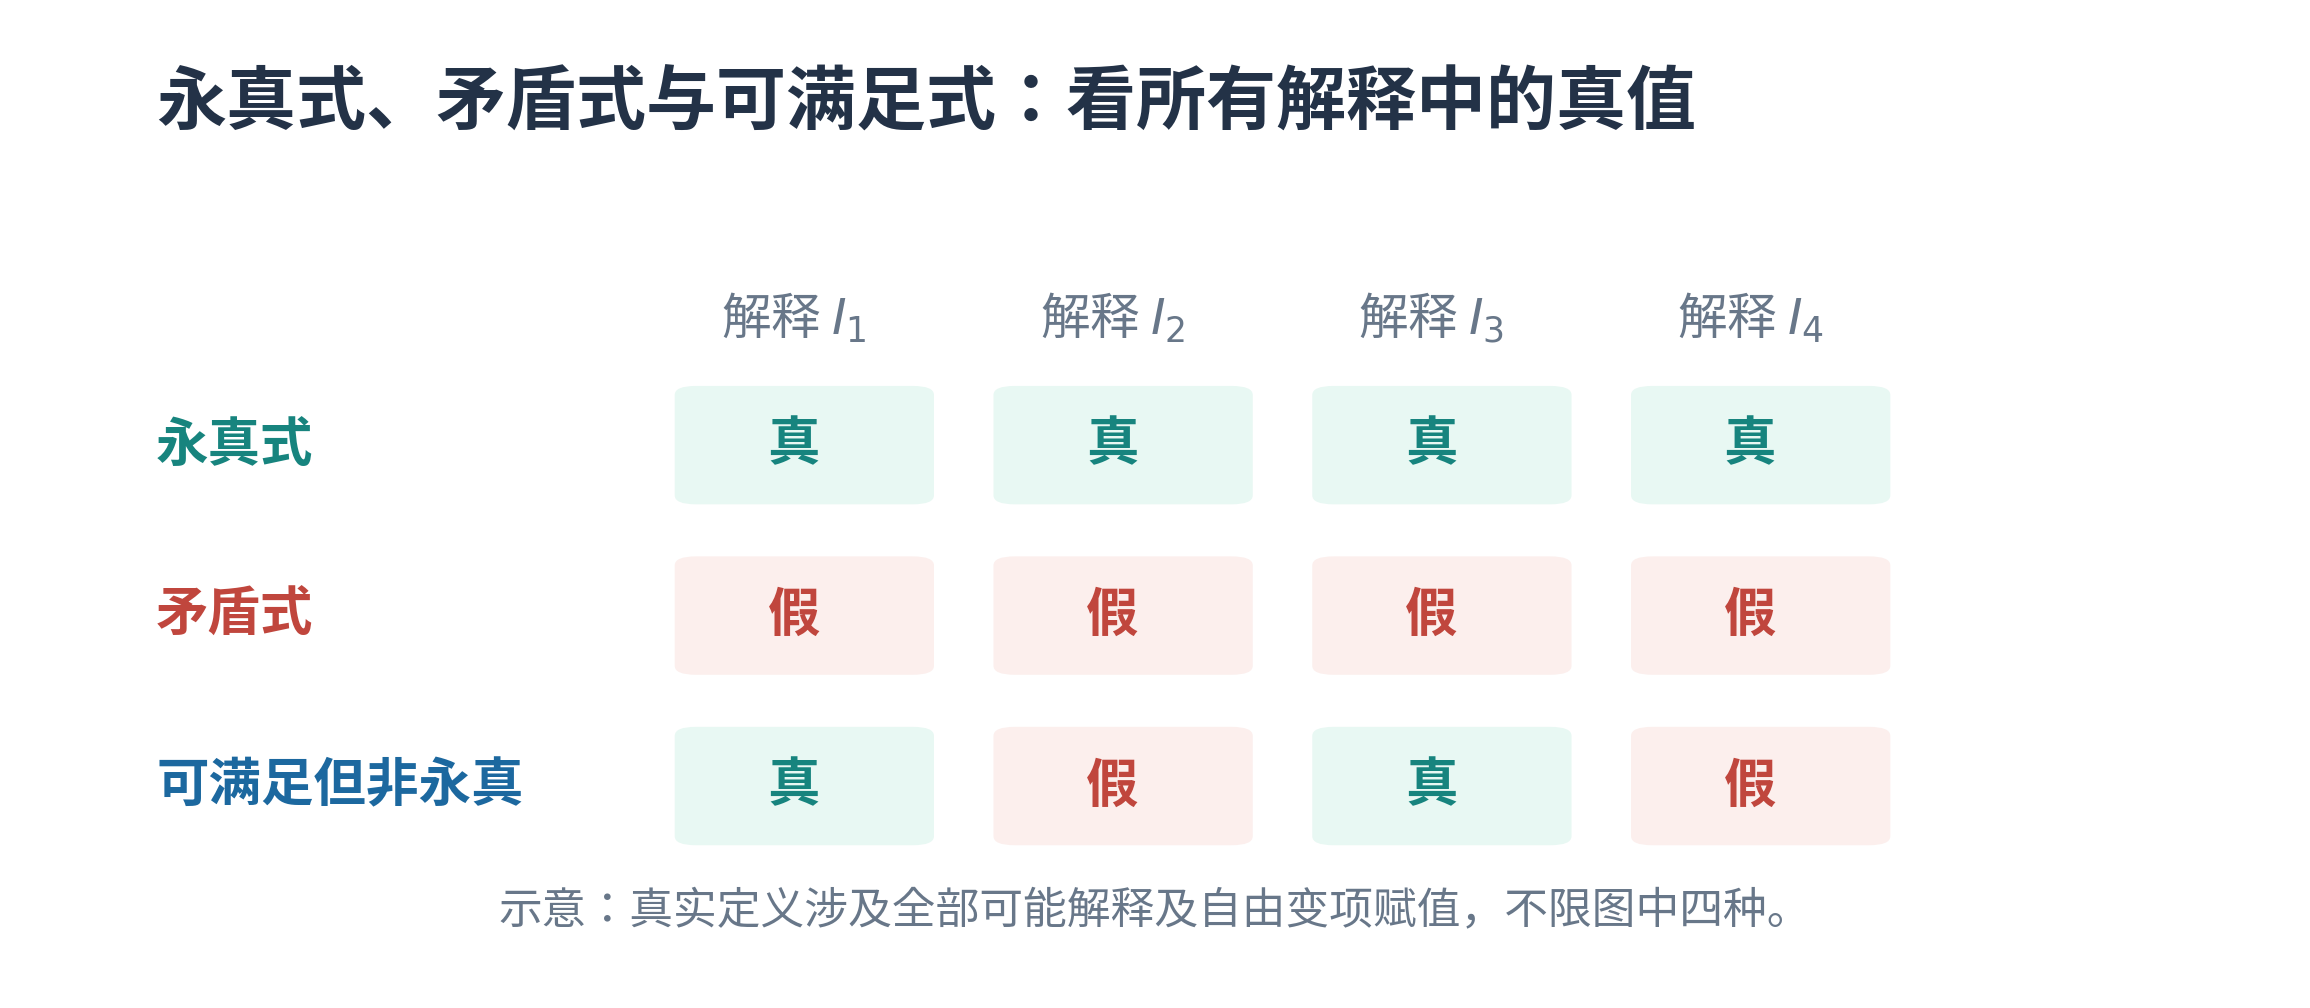 永真式、矛盾式与可满足式：看所有解释中的真值
解释 I₁ 解释 I₂ 解释 I₃ 解释 I₄
永真式 真 真 真 真
矛盾式 假 假 假 假
可满足但非永真 真 假 真 假
示意：真实定义涉及全部可能解释及自由变项赋值，不限图中四种。